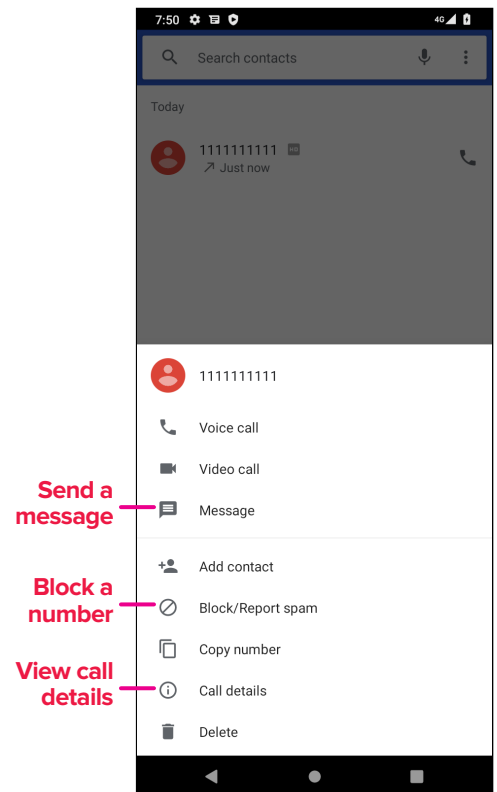 7:50
4G
Search contacts
Today
1111111111 HD
Just now
1111111111
Voice call
Video call
Send a
message
Message
Add contact
Block a
number
Block/Report spam
Copy number
View call
details
Call details
Delete